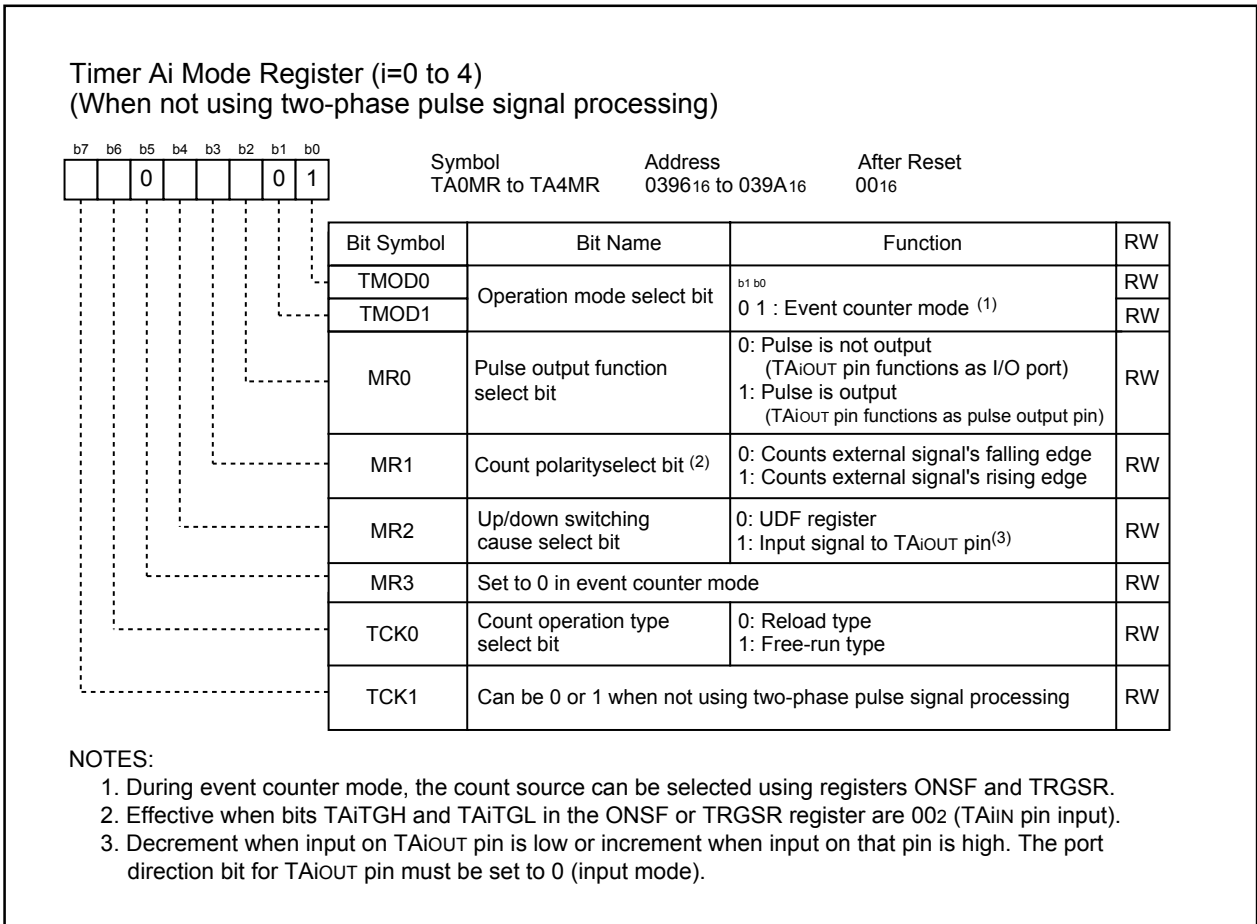 Timer Ai Mode Register (i=0 to 4)
(When not using two-phase pulse signal processing)
b7 b6 b5 b4 b3 b2 b1 b0
0 0 1
Symbol Address After Reset
TA0MR to TA4MR 039616 to 039A16 0016
Bit Symbol Bit Name Function RW
TMOD0 Operation mode select bit b1 b0 RW
TMOD1 0 1 : Event counter mode (1) RW
MR0 Pulse output function select bit 0: Pulse is not output RW
(TAiOUT pin functions as I/O port)
1: Pulse is output
(TAiOUT pin functions as pulse output pin)
MR1 Count polarityselect bit (2) 0: Counts external signal's falling edge RW
1: Counts external signal's rising edge
MR2 Up/down switching cause select bit 0: UDF register RW
1: Input signal to TAiOUT pin(3)
MR3 Set to 0 in event counter mode RW
TCK0 Count operation type select bit 0: Reload type RW
1: Free-run type
TCK1 Can be 0 or 1 when not using two-phase pulse signal processing RW
NOTES:
1. During event counter mode, the count source can be selected using registers ONSF and TRGSR.
2. Effective when bits TAiTGH and TAiTGL in the ONSF or TRGSR register are 002 (TAiIN pin input).
3. Decrement when input on TAiOUT pin is low or increment when input on that pin is high. The port
direction bit for TAiOUT pin must be set to 0 (input mode).